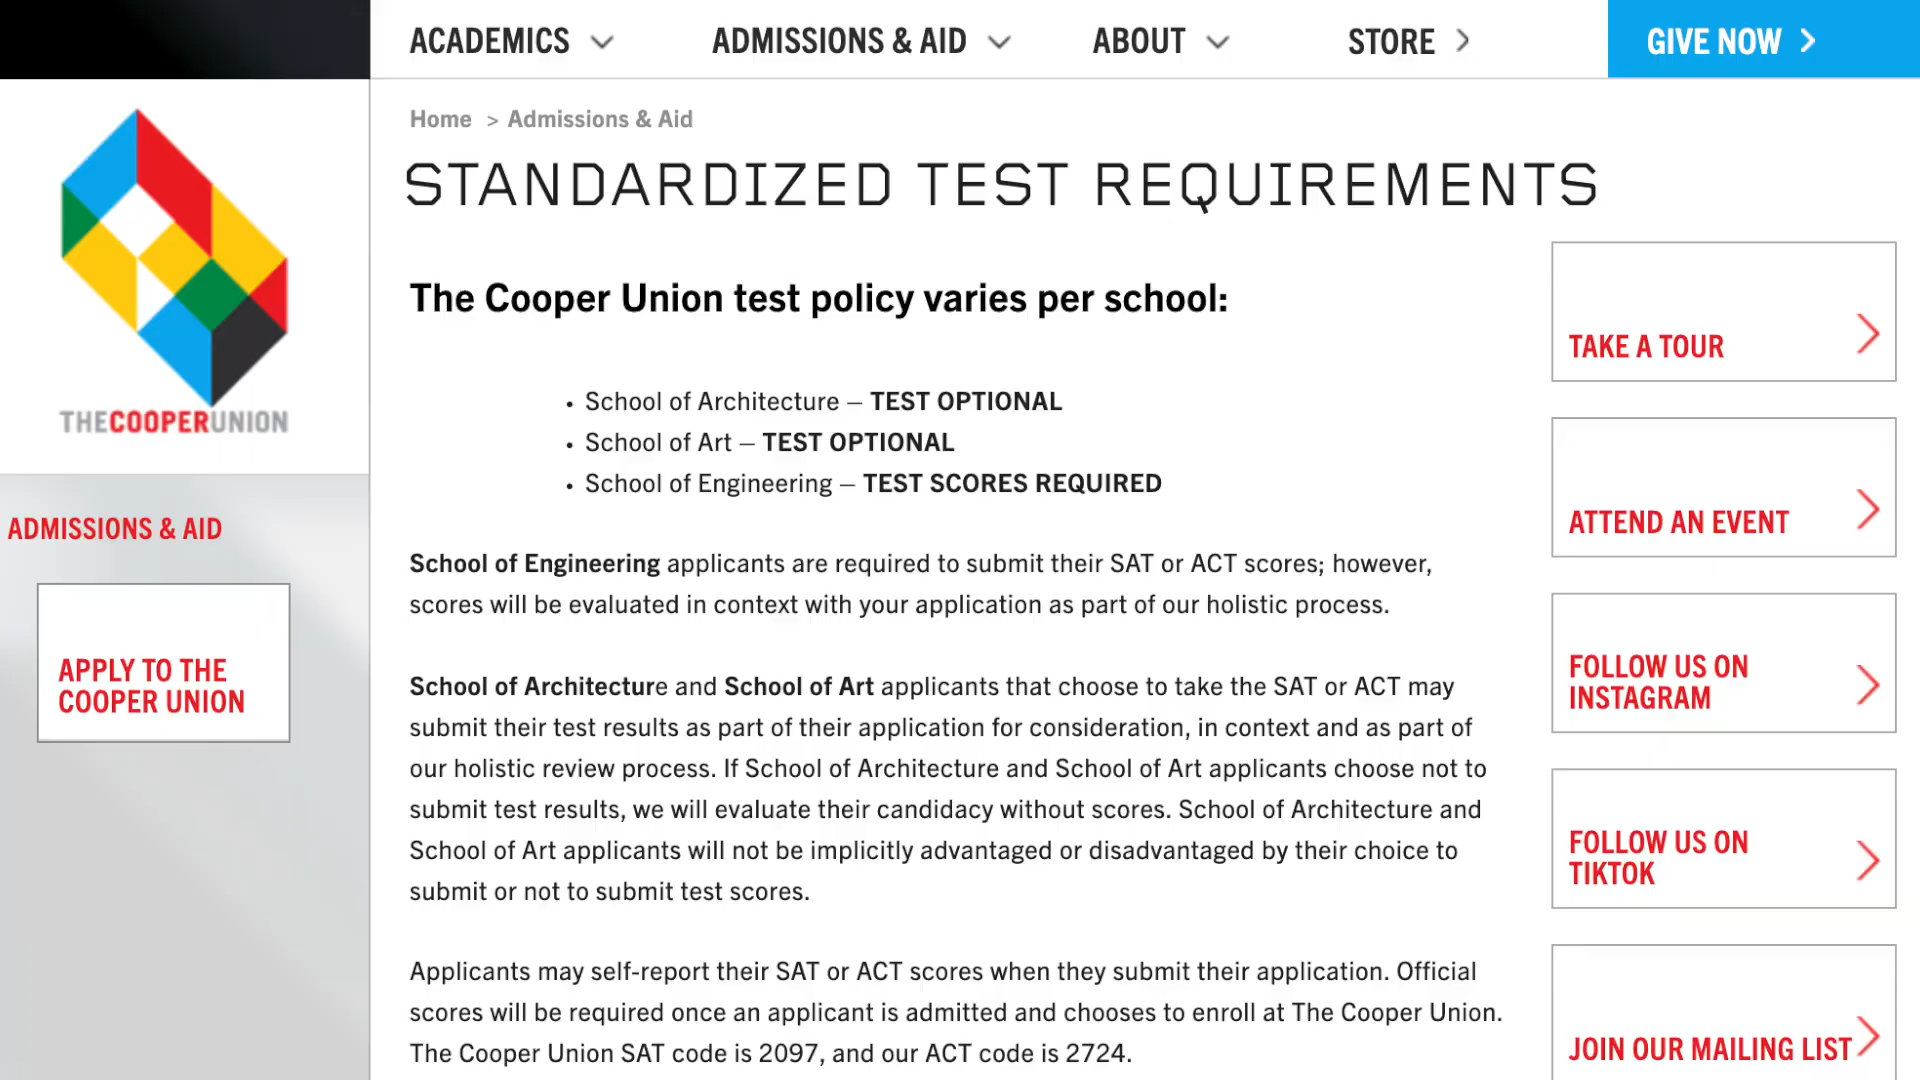 ACADEMICS
ADMISSIONS & AID
ABOUT
STORE
GIVE NOW
THECOOPERUNION
ADMISSIONS & AID
APPLY TO THE
COOPER UNION
Home > Admissions & Aid
STANDARDIZED TEST REQUIREMENTS
The Cooper Union test policy varies per school:
• School of Architecture – TEST OPTIONAL
• School of Art – TEST OPTIONAL
• School of Engineering – TEST SCORES REQUIRED
School of Engineering applicants are required to submit their SAT or ACT scores; however,
scores will be evaluated in context with your application as part of our holistic process.
School of Architecture and School of Art applicants that choose to take the SAT or ACT may
submit their test results as part of their application for consideration, in context and as part of
our holistic review process. If School of Architecture and School of Art applicants choose not to
submit test results, we will evaluate their candidacy without scores. School of Architecture and
School of Art applicants will not be implicitly advantaged or disadvantaged by their choice to
submit or not to submit test scores.
Applicants may self-report their SAT or ACT scores when they submit their application. Official
scores will be required once an applicant is admitted and chooses to enroll at The Cooper Union.
The Cooper Union SAT code is 2097, and our ACT code is 2724.
TAKE A TOUR
ATTEND AN EVENT
FOLLOW US ON
INSTAGRAM
FOLLOW US ON
TIKTOK
JOIN OUR MAILING LIST